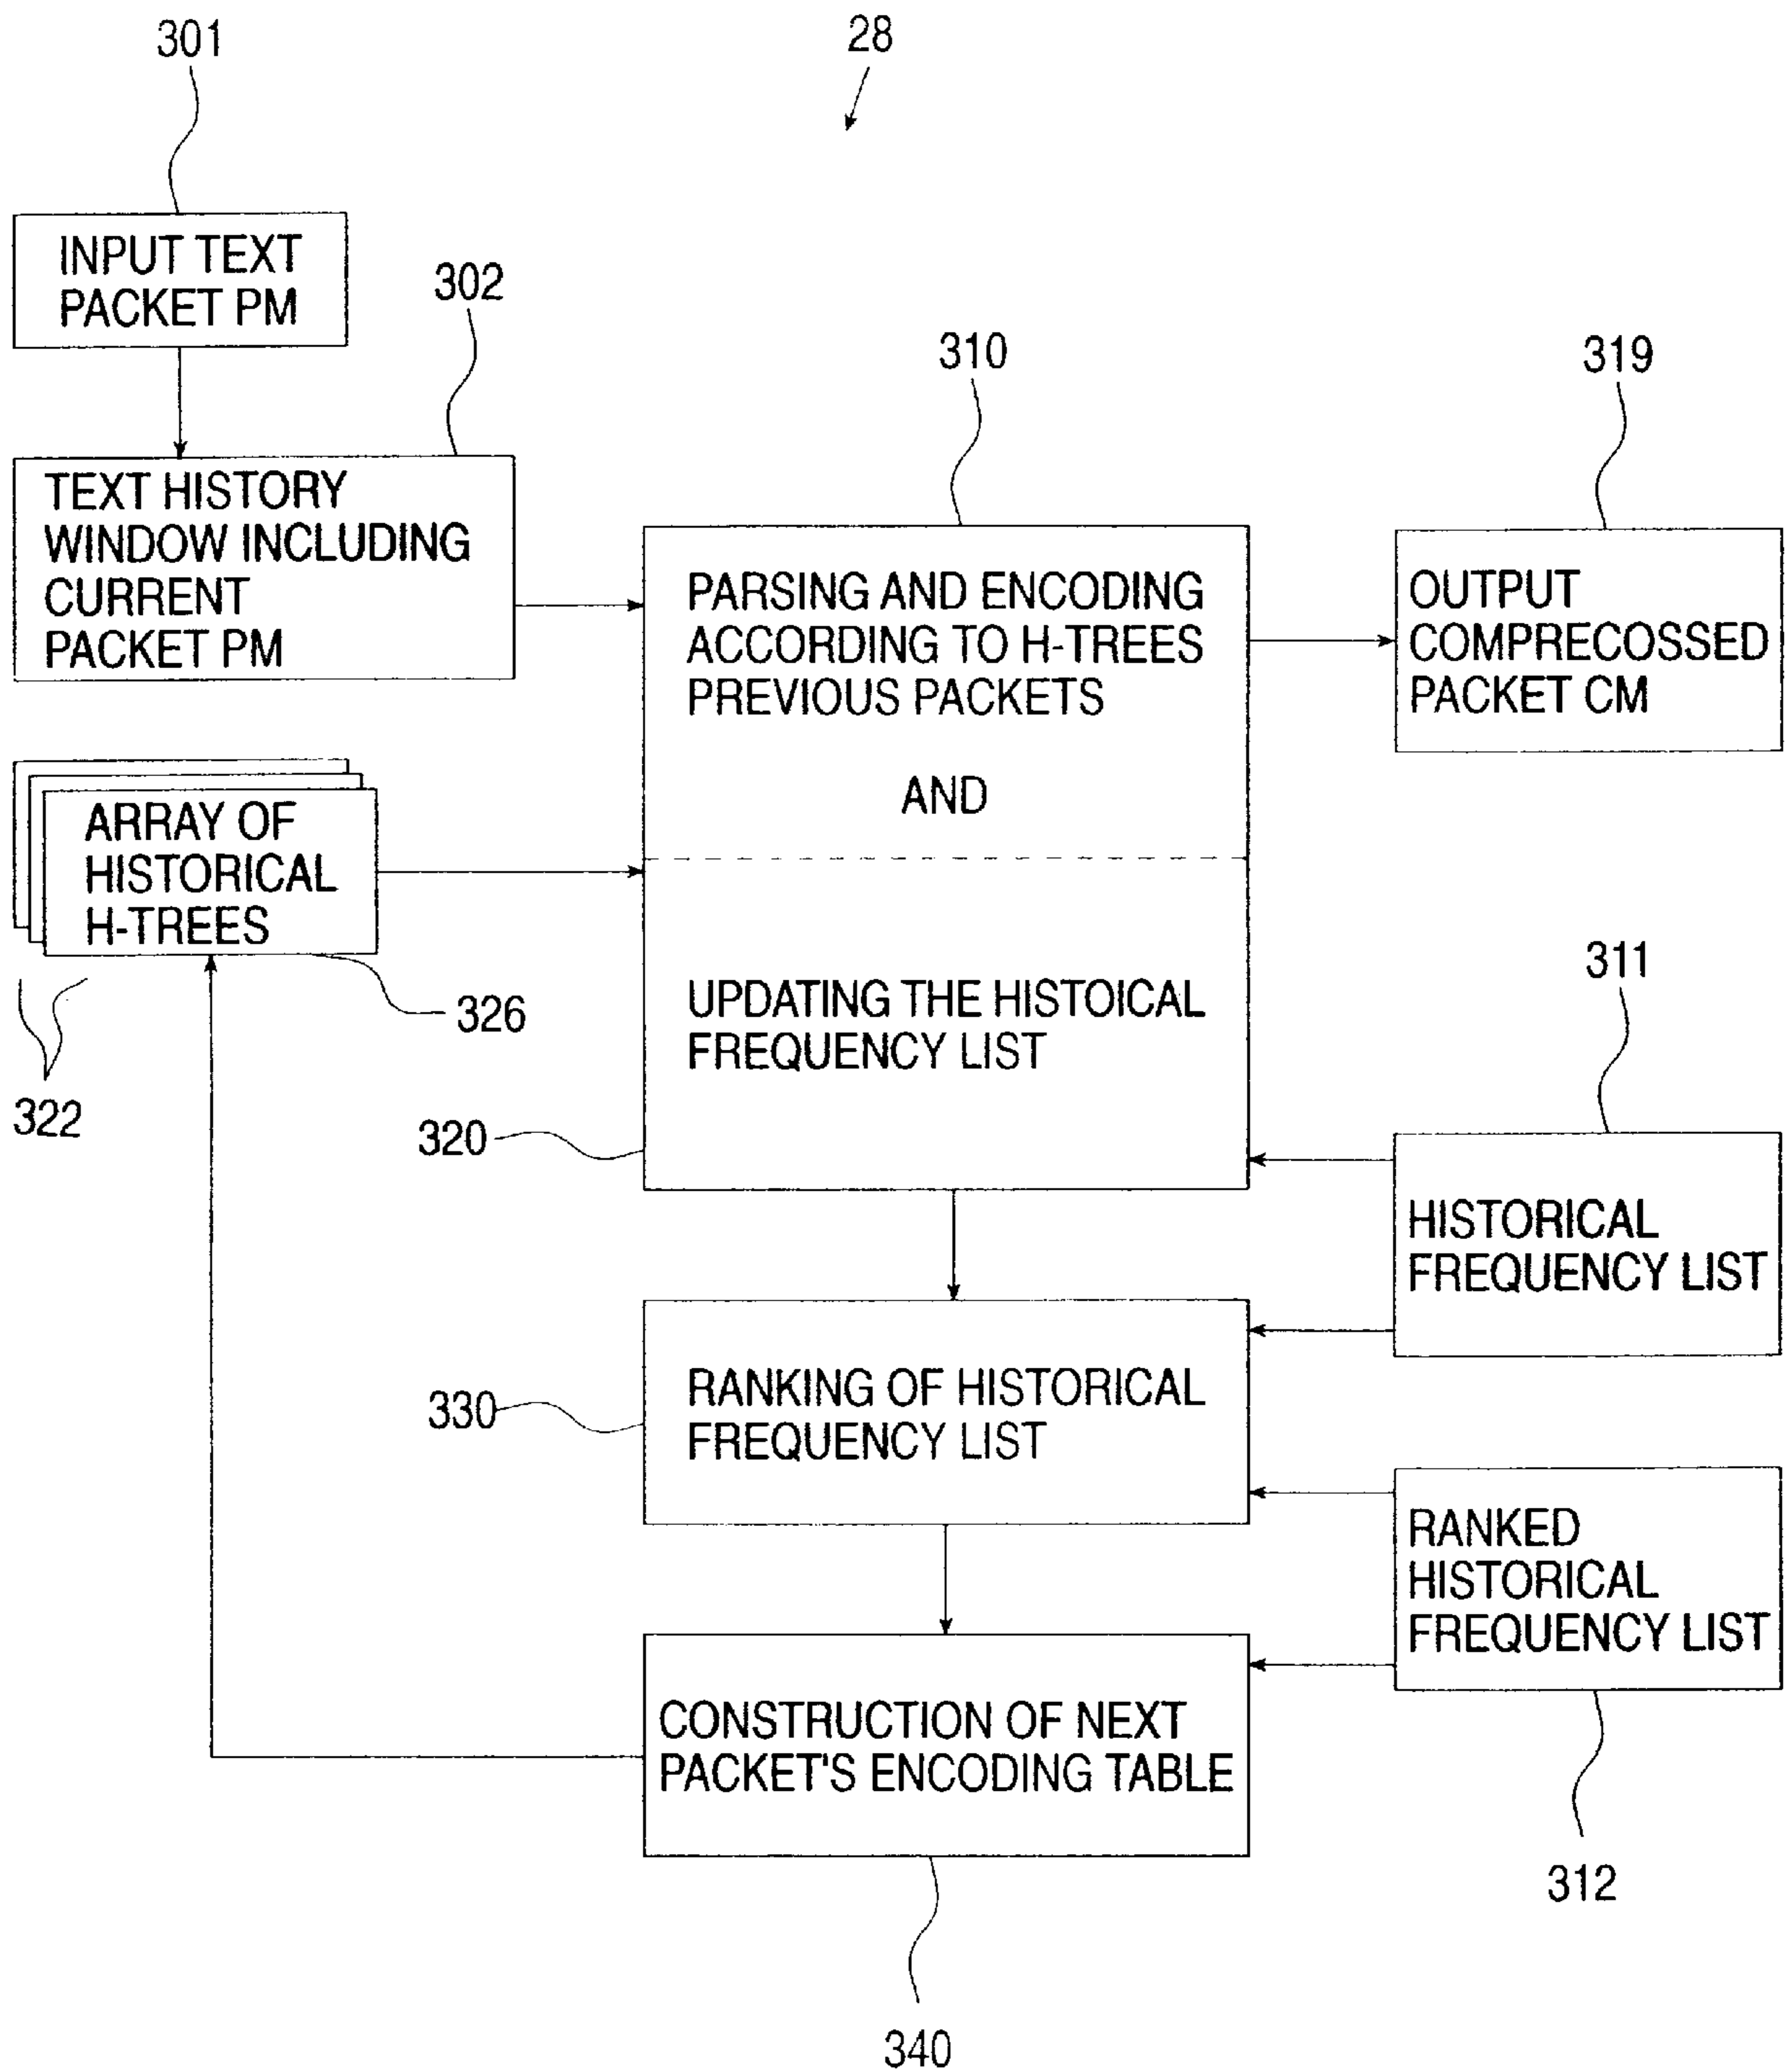 301
28
INPUT TEXT
PACKET PM
302
TEXT HISTORY
WINDOW INCLUDING
CURRENT
PACKET PM
310
319
PARSING AND ENCODING
ACCORDING TO H-TREES
PREVIOUS PACKETS
AND
OUTPUT
COMPRECOSSED
PACKET CM
ARRAY OF
HISTORICAL
H-TREES
326
322
UPDATING THE HISTOICAL
FREQUENCY LIST
320
311
HISTORICAL
FREQUENCY LIST
330
RANKING OF HISTORICAL
FREQUENCY LIST
RANKED
HISTORICAL
FREQUENCY LIST
312
CONSTRUCTION OF NEXT
PACKET'S ENCODING TABLE
340